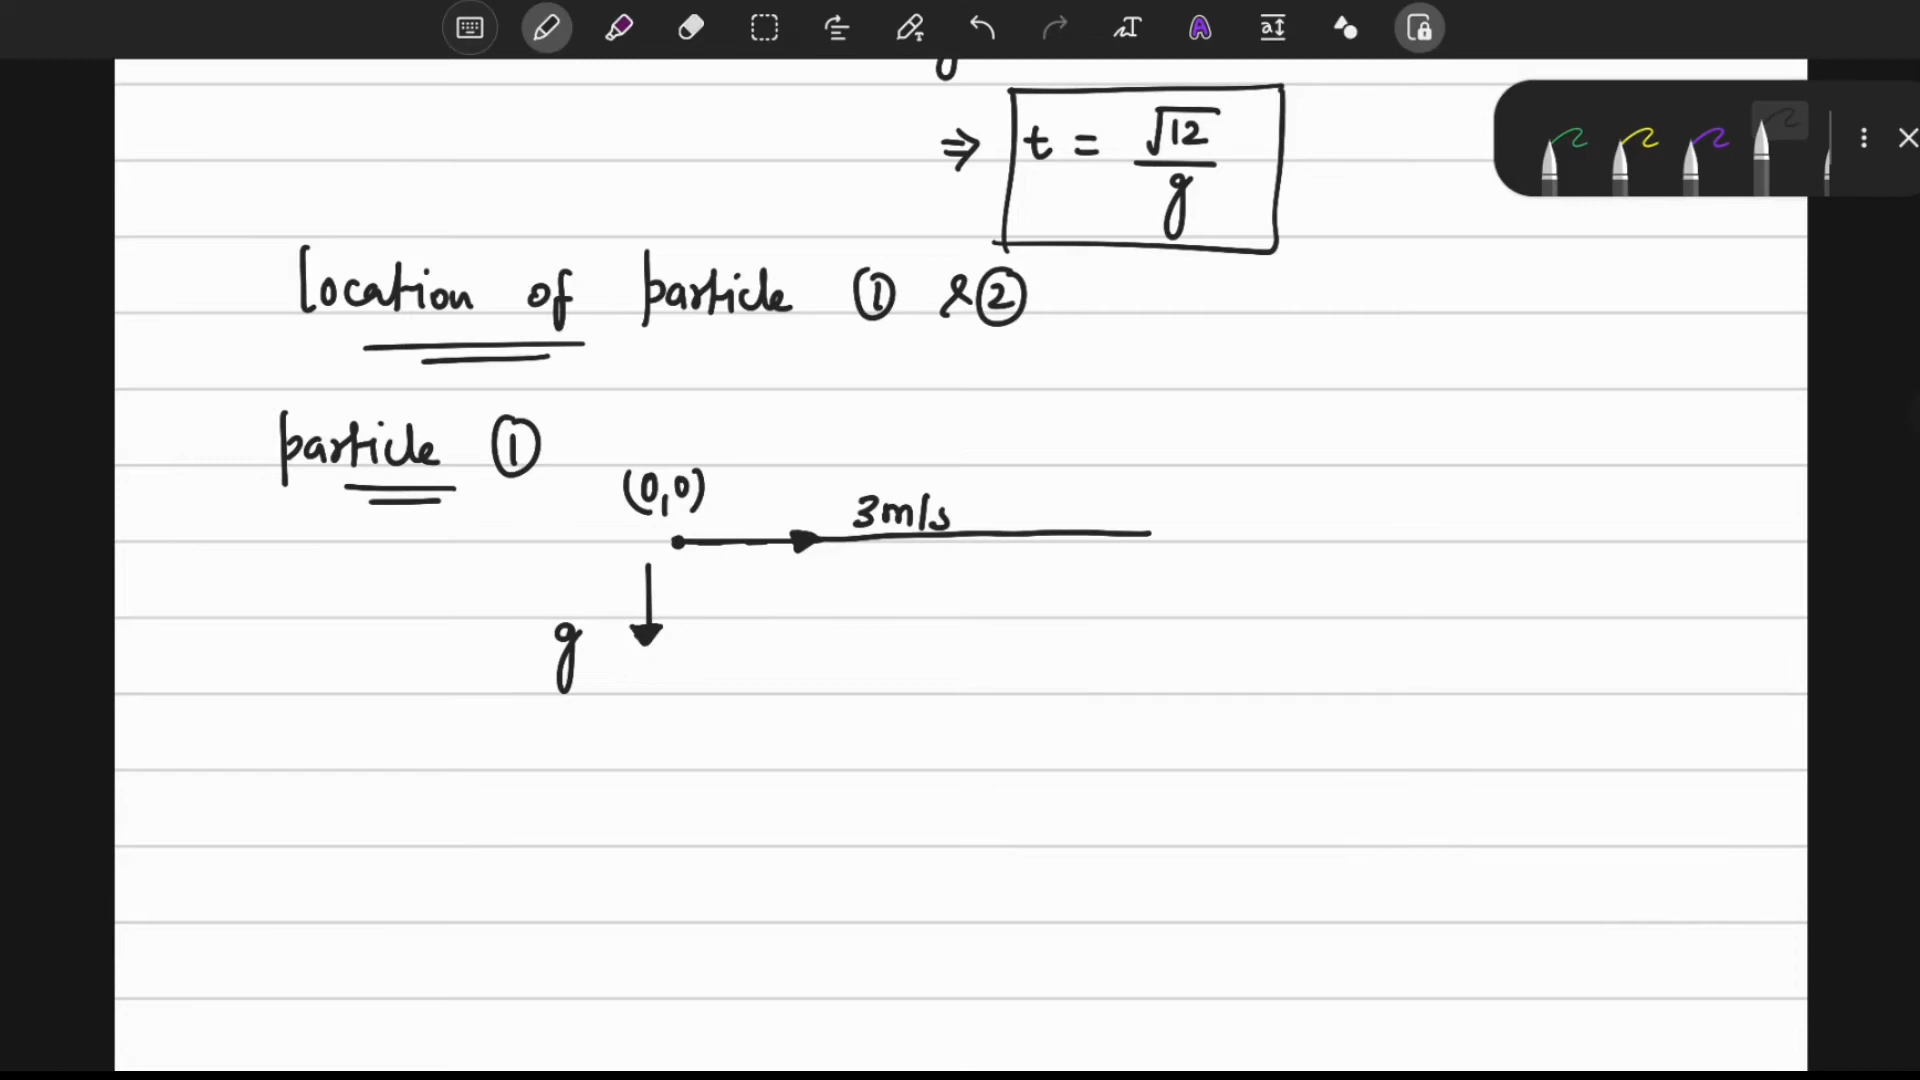 ⇒ t = √12 / g
Location of particle ① & ②
particle ①
(0,0)
3m/s
g